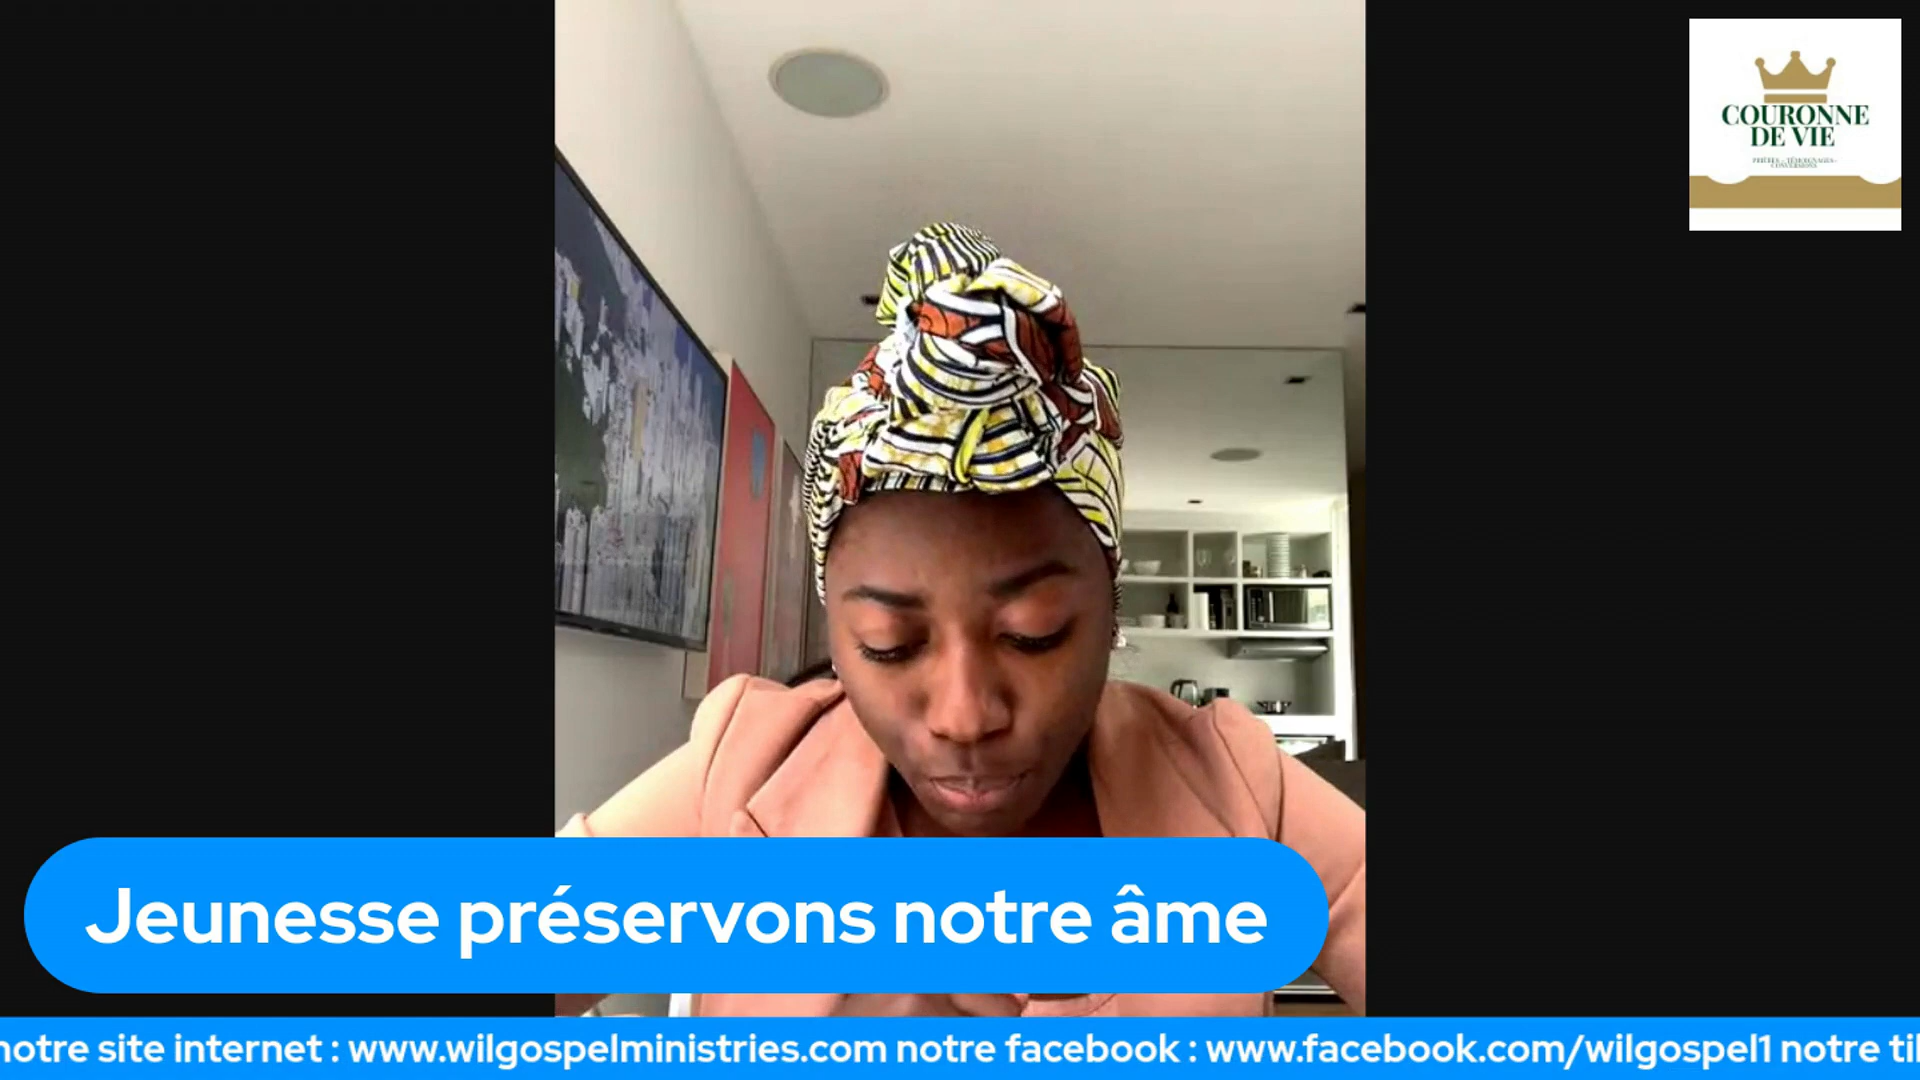 COURONNE
DE VIE
Jeunesse préservons notre âme
notre site internet : www.wilgospelministries.com notre facebook : www.facebook.com/wilgospel1 notre